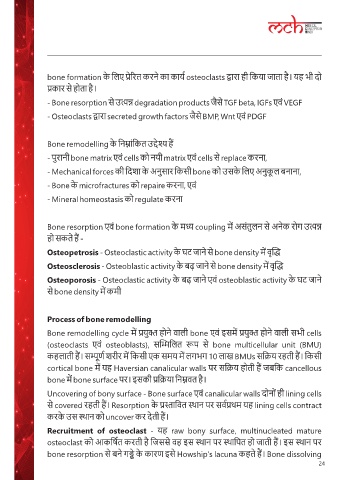 mch
bone formation के लिए प्रेरित करने का कार्य osteoclasts द्वारा ही किया जाता है। यह भी दो
प्रकार से होता है।
- Bone resorption से उत्पन्न degradation products जैसे TGF beta, IGFs एवं VEGF
- Osteoclasts द्वारा secreted growth factors जैसे BMP, Wnt एवं PDGF
Bone remodelling के निम्नांकित उद्देश्य हैं
- पुरानी bone matrix एवं cells को नयी matrix एवं cells से replace करना,
- Mechanical forces की दिशा के अनुसार किसी bone को उसके लिए अनुकूल बनाना,
- Bone के microfractures को repaire करना, एवं
- Mineral homeostasis को regulate करना
Bone resorption एवं bone formation के मध्य coupling में असंतुलन से अनेक रोग उत्पन्न
हो सकते हैं -
Osteopetrosis - Osteoclastic activity के घट जाने से bone density में वृद्धि
Osteosclerosis - Osteoblastic activity के बढ़ जाने से bone density में वृद्धि
Osteoporosis - Osteoclastic activity के बढ़ जाने एवं osteoblastic activity के घट जाने
से bone density में कमी
Process of bone remodelling
Bone remodelling cycle में प्रयुक्त होने वाली bone एवं इसमें प्रयुक्त होने वाली सभी cells
(osteoclasts एवं osteoblasts), सम्मिलित रूप से bone multicellular unit (BMU)
कहलाती हैं। सम्पूर्ण शरीर में किसी एक समय में लगभग 10 लाख BMUs सक्रिय रहती हैं। किसी
cortical bone में यह Haversian canalicular walls पर सक्रिय होती हैं जबकि cancellous
bone में bone surface पर। इसकी प्रक्रिया निम्नवत है।
Uncovering of bony surface - Bone surface एवं canalicular walls दोनों ही lining cells
से covered रहती हैं। Resorption के प्रस्तावित स्थान पर सर्वप्रथम यह lining cells contract
करके उस स्थान को uncover कर देती हैं।
Recruitment of osteoclast - यह raw bony surface, multinucleated mature
osteoclast को आकर्षित करती है जिससे वह इस स्थान पर स्थापित हो जाती हैं। इस स्थान पर
bone resorption से बने गड्ढे के कारण इसे Howship's lacuna कहते हैं। Bone dissolving
24